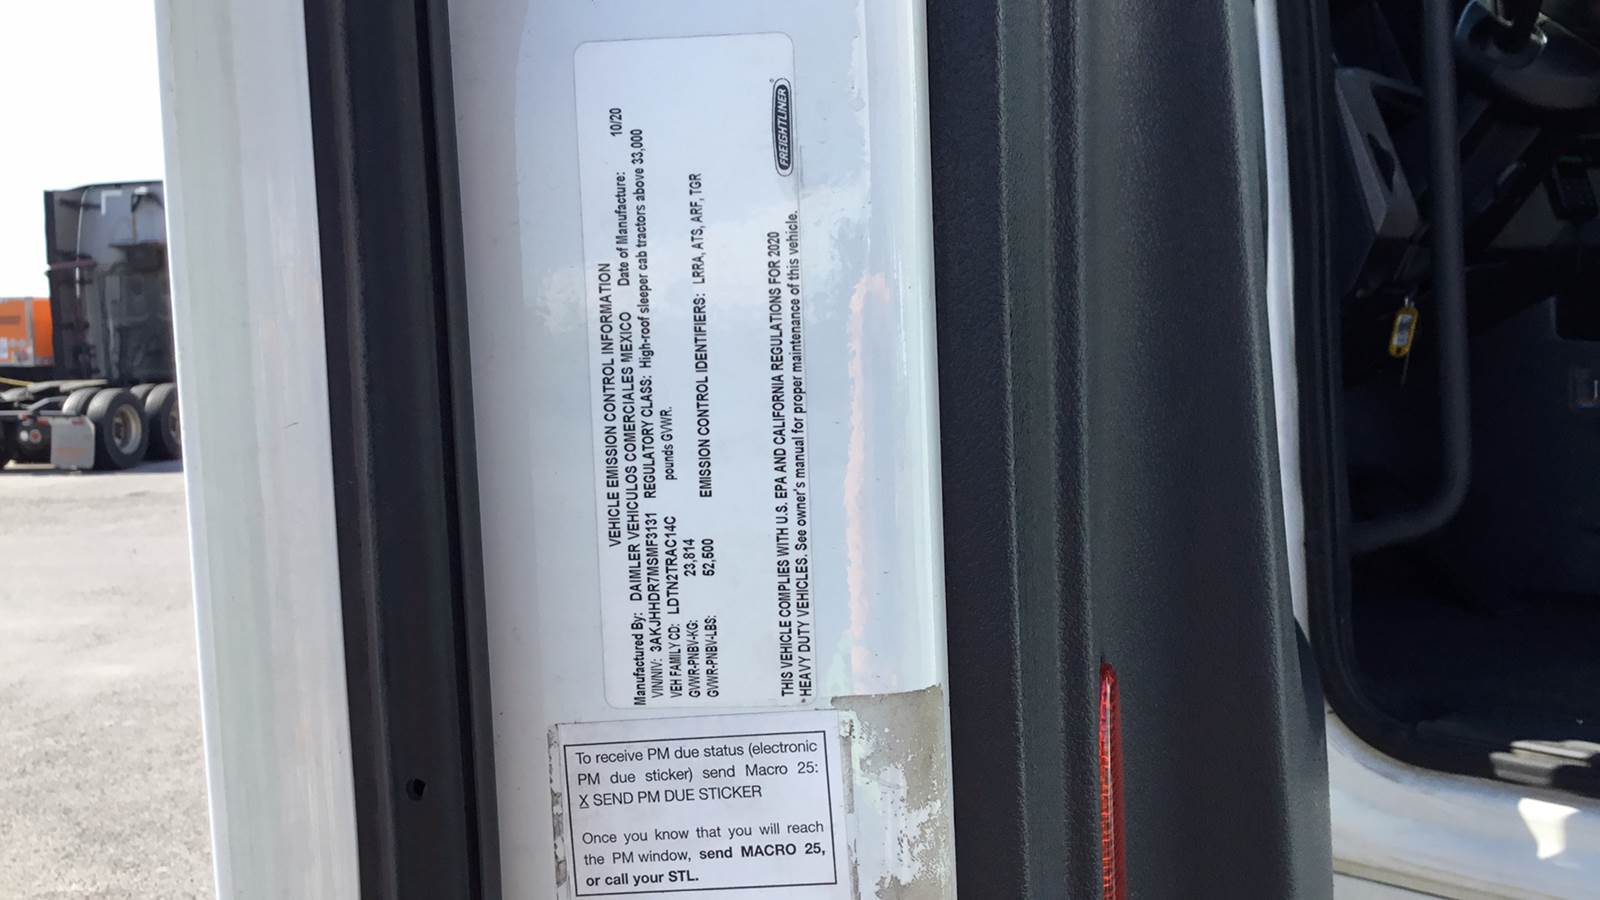 VEHICLE EMISSION CONTROL INFORMATION
Manufactured By: DAIMLER VEHICULOS COMERCIALES MEXICO Date of Manufacture: 10/20
VIN/NIV: 3AKJHHDR7MSMF3131 REGULATORY CLASS: High-roof sleeper cab tractors above 33,000
VEH FAMILY CD: LDTN2TRAC14C pounds GVWR.
GVWR-PNBV-KG: 23,814
GVWR-PNBV-LBS: 52,500 EMISSION CONTROL IDENTIFIERS: LRRA, ATS, ARF, TGR
THIS VEHICLE COMPLIES WITH U.S. EPA AND CALIFORNIA REGULATIONS FOR 2020
* HEAVY DUTY VEHICLES. See owner's manual for proper maintenance of this vehicle.
FREIGHTLINER
To receive PM due status (electronic
PM due sticker) send Macro 25:
X SEND PM DUE STICKER
Once you know that you will reach
the PM window, send MACRO 25,
or call your STL.